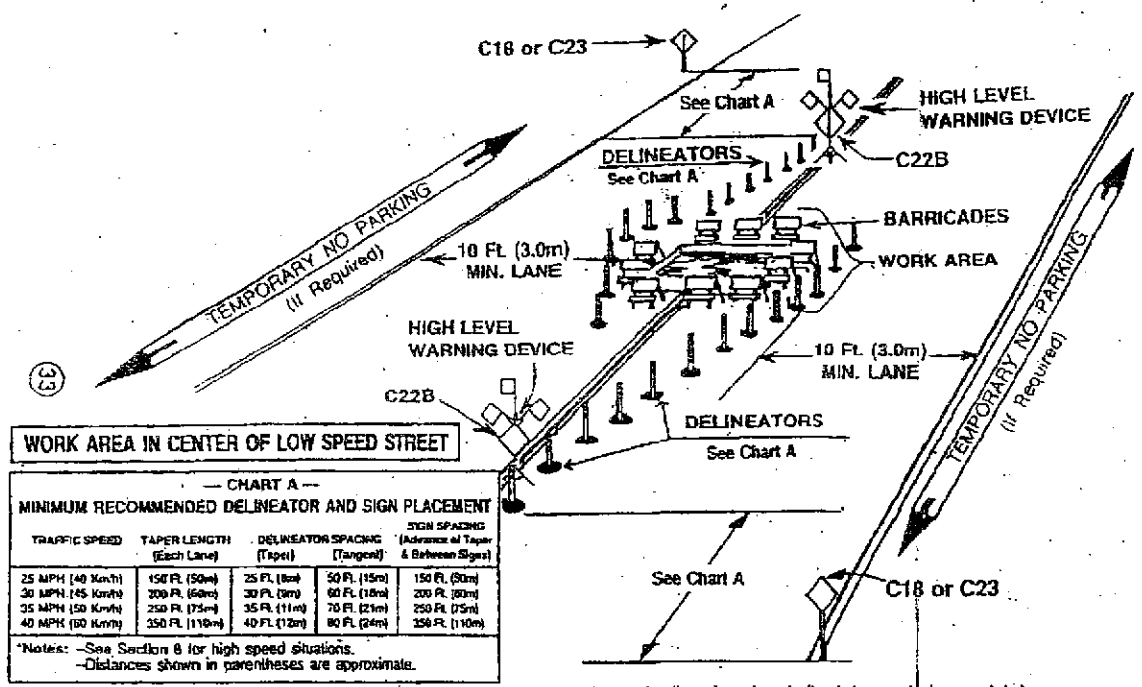 C18 or C23
See Chart A
HIGH LEVEL
WARNING DEVICE
DELINEATORS
See Chart A
C22B
TEMPORARY NO PARKING
(If Required)
BARRICADES
10 Ft. (3.0m)
MIN. LANE
WORK AREA
HIGH LEVEL
WARNING DEVICE
10 Ft. (3.0m)
MIN. LANE
TEMPORARY NO PARKING
(If Required)
33
C22B
DELINEATORS
See Chart A
WORK AREA IN CENTER OF LOW SPEED STREET
— CHART A —
MINIMUM RECOMMENDED DELINEATOR AND SIGN PLACEMENT
TRAFFIC SPEED TAPER LENGTH (Each Lane) DELINEATOR SPACING (Taper) (Tangent) SIGN SPACING (Advance of Taper & Between Signs)
25 MPH (40 Km/h) 150 Ft. (50m) 25 Ft. (8m) 50 Ft. (15m) 150 Ft. (50m)
30 MPH (45 Km/h) 200 Ft. (60m) 30 Ft. (9m) 60 Ft. (18m) 200 Ft. (60m)
35 MPH (50 Km/h) 250 Ft. (75m) 35 Ft. (11m) 70 Ft. (21m) 250 Ft. (75m)
40 MPH (60 Km/h) 350 Ft. (110m) 40 Ft. (12m) 80 Ft. (24m) 350 Ft. (110m)
*Notes: –See Section 8 for high speed situations.
–Distances shown in parentheses are approximate.
See Chart A
C18 or C23